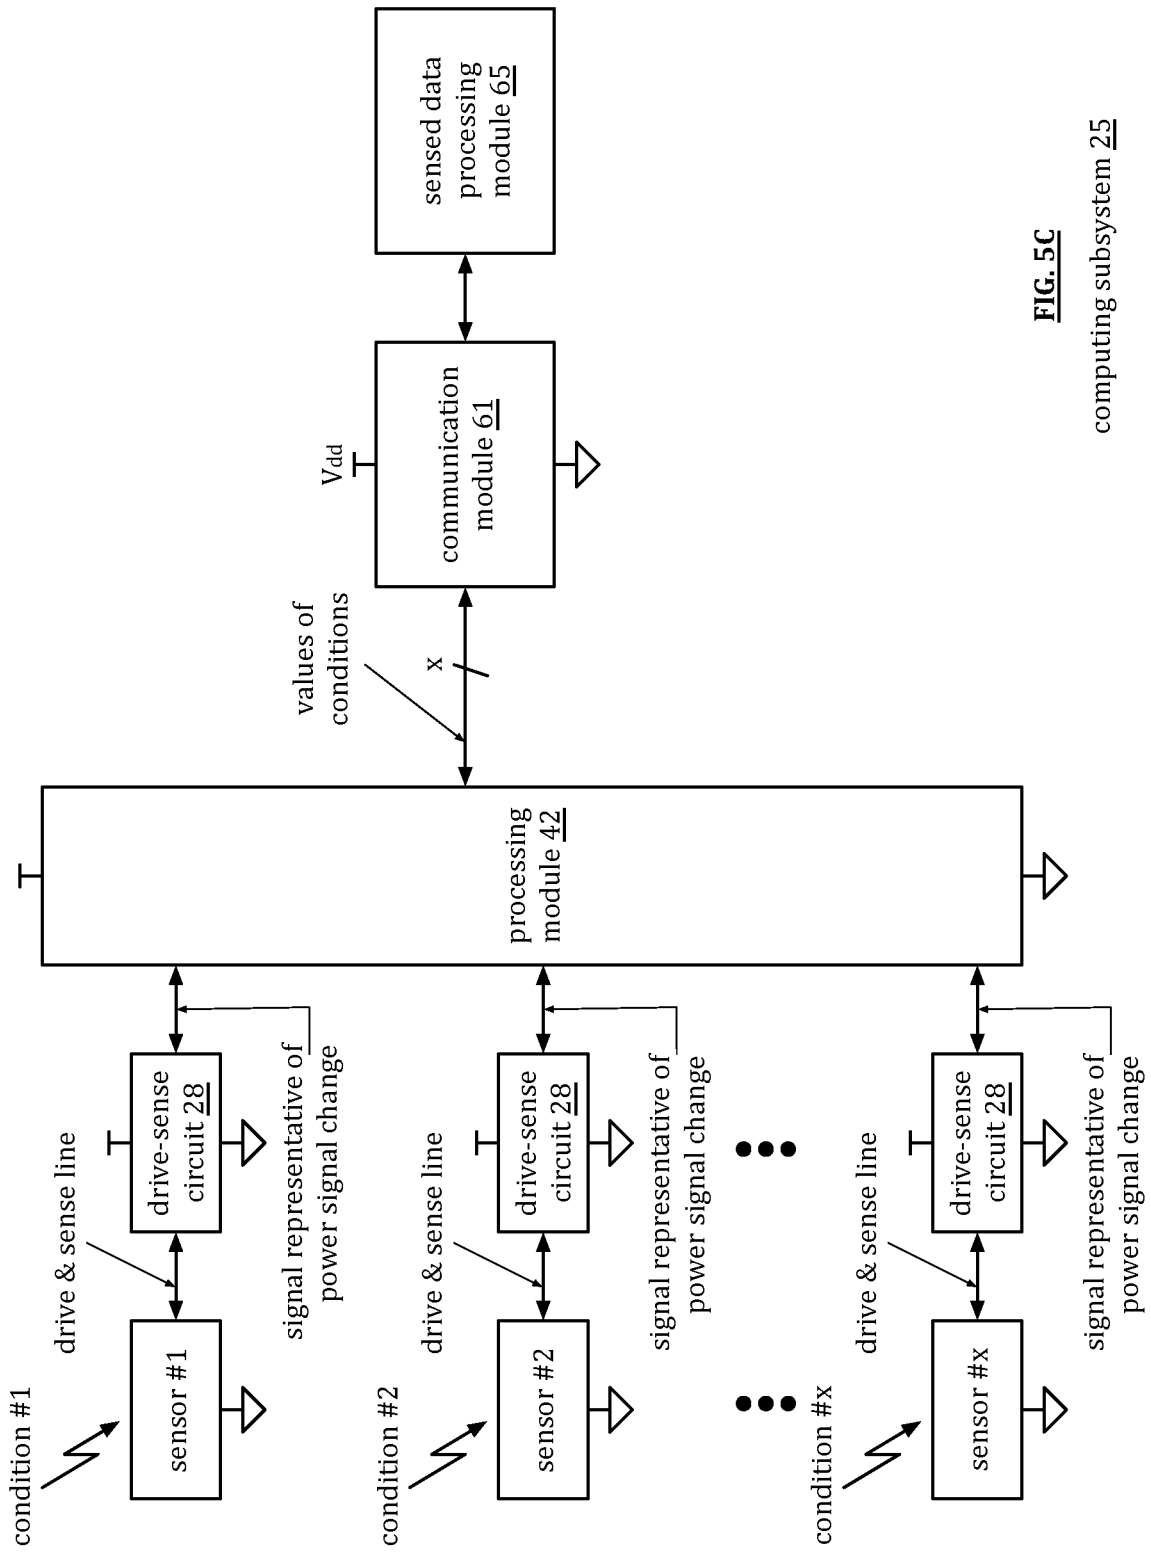 condition #1
sensor #1
drive & sense line
drive-sense
circuit 28
signal representative of
power signal change
condition #2
sensor #2
drive & sense line
drive-sense
circuit 28
signal representative of
power signal change
condition #x
sensor #x
drive & sense line
drive-sense
circuit 28
signal representative of
power signal change
processing
module 42
values of
conditions
x
Vdd
communication
module 61
sensed data
processing
module 65
FIG. 5C
computing subsystem 25